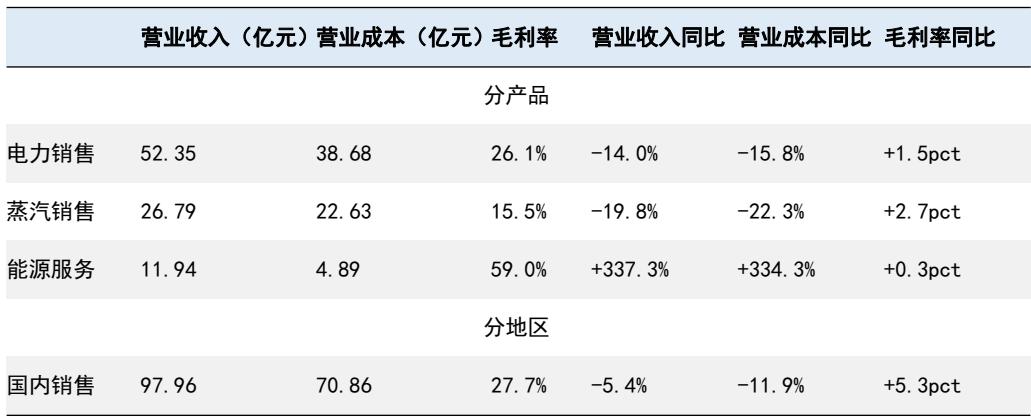 营业收入（亿元） 营业成本（亿元） 毛利率 营业收入同比 营业成本同比 毛利率同比
分产品
电力销售 52.35 38.68 26.1% -14.0% -15.8% +1.5pct
蒸汽销售 26.79 22.63 15.5% -19.8% -22.3% +2.7pct
能源服务 11.94 4.89 59.0% +337.3% +334.3% +0.3pct
分地区
国内销售 97.96 70.86 27.7% -5.4% -11.9% +5.3pct